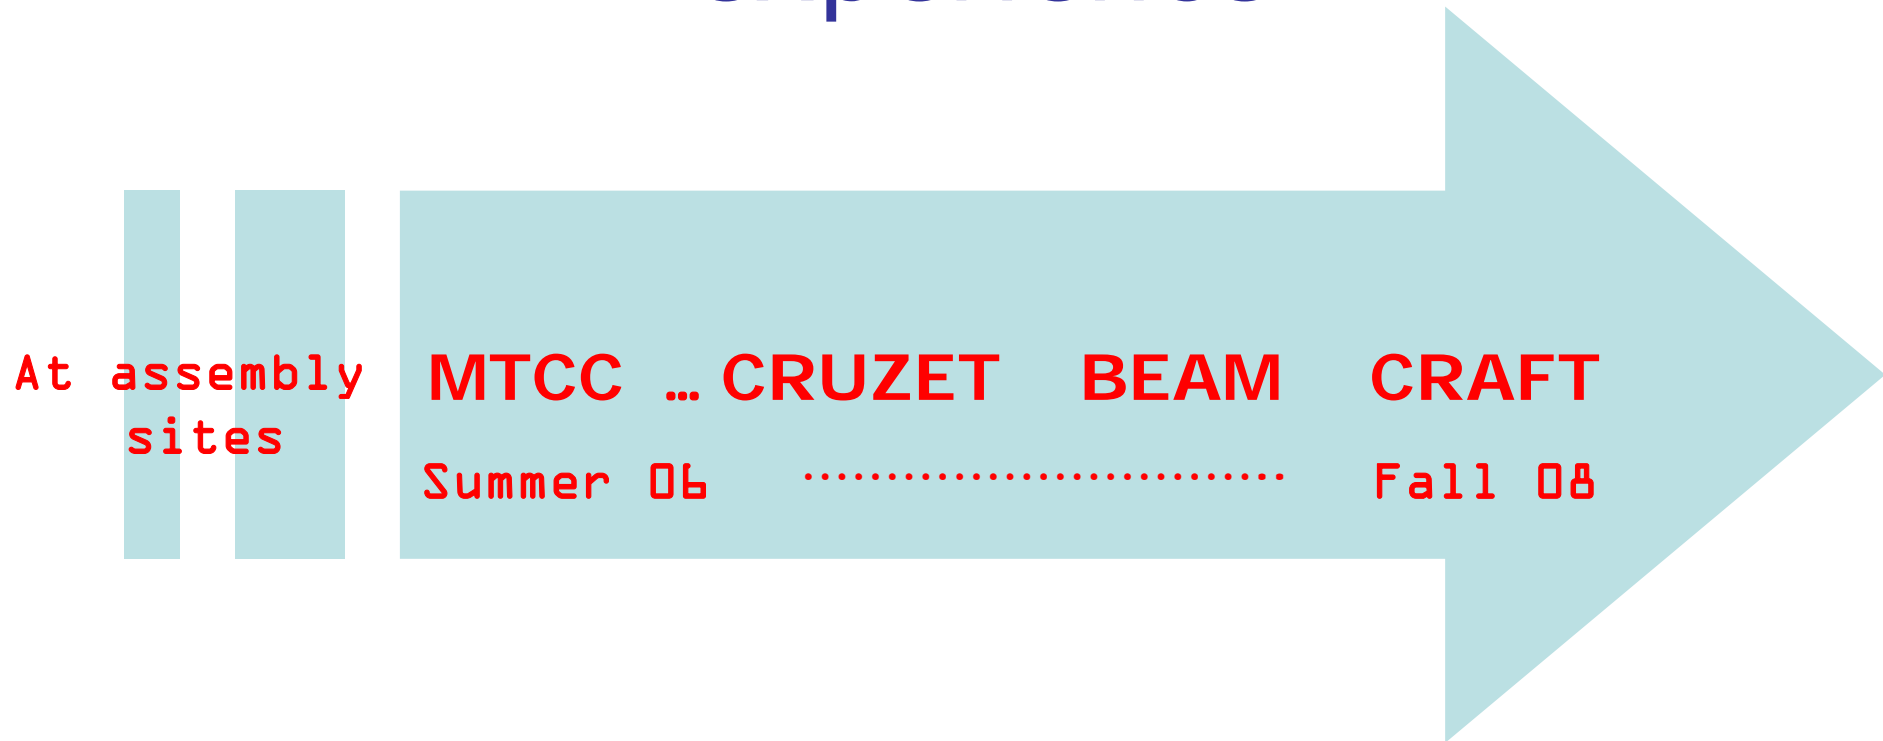 At assembly
sites
MTCC ... CRUZET BEAM CRAFT
Summer 06 ............................. Fall 08